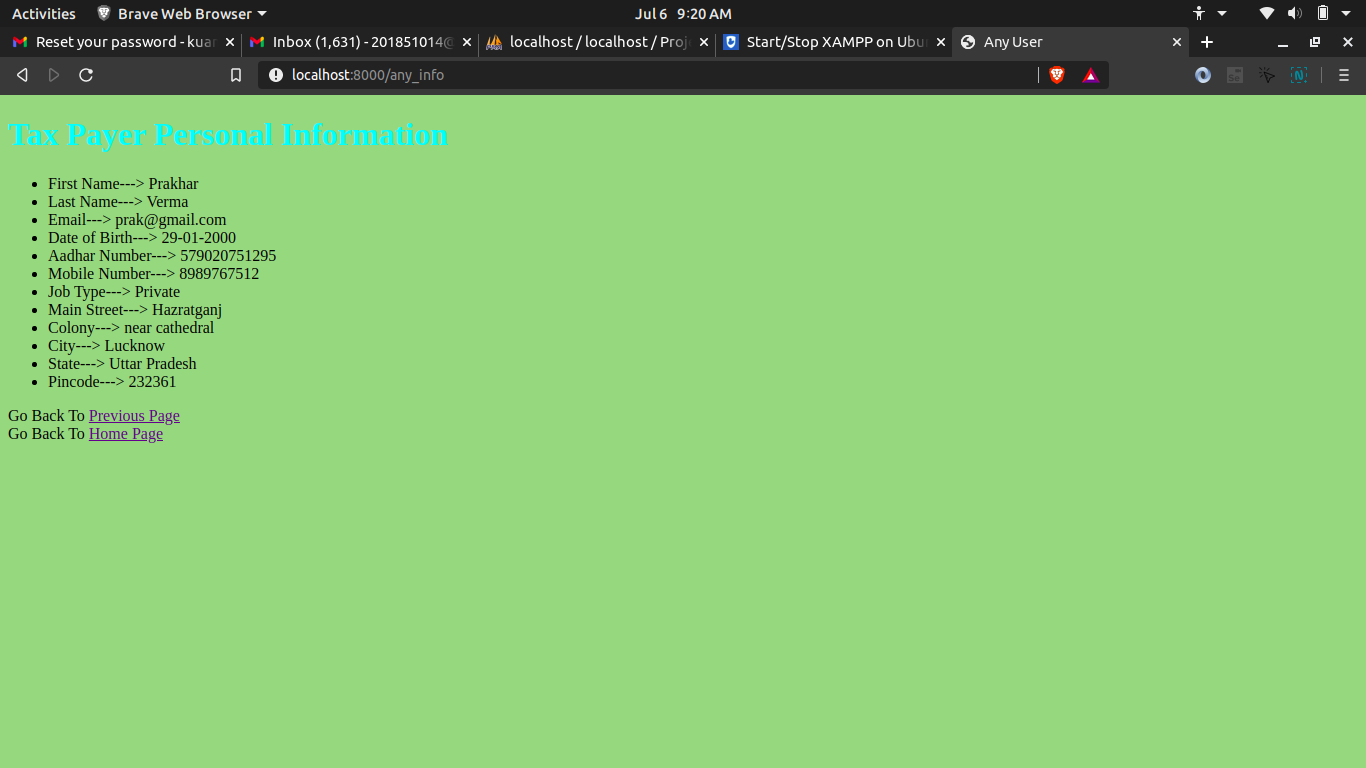 Activities Brave Web Browser Jul 6 9:20 AM
Reset your password - kuar Inbox (1,631) - 201851014@ localhost / localhost / Proj Start/Stop XAMPP on Ubu Any User
localhost:8000/any_info
Tax Payer Personal Information
First Name---> Prakhar
Last Name---> Verma
Email---> prak@gmail.com
Date of Birth---> 29-01-2000
Aadhar Number---> 579020751295
Mobile Number---> 8989767512
Job Type---> Private
Main Street---> Hazratganj
Colony---> near cathedral
City---> Lucknow
State---> Uttar Pradesh
Pincode---> 232361
Go Back To Previous Page
Go Back To Home Page